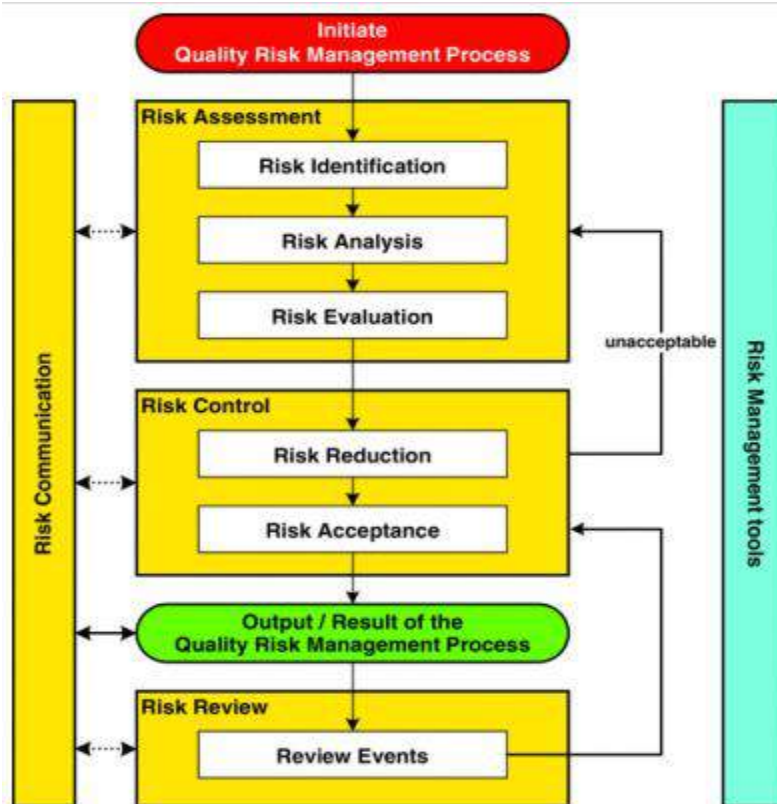 Initiate
Quality Risk Management Process
Risk Assessment
Risk Identification
Risk Analysis
Risk Evaluation
unacceptable
Risk Communication
Risk Management tools
Risk Control
Risk Reduction
Risk Acceptance
Output / Result of the
Quality Risk Management Process
Risk Review
Review Events